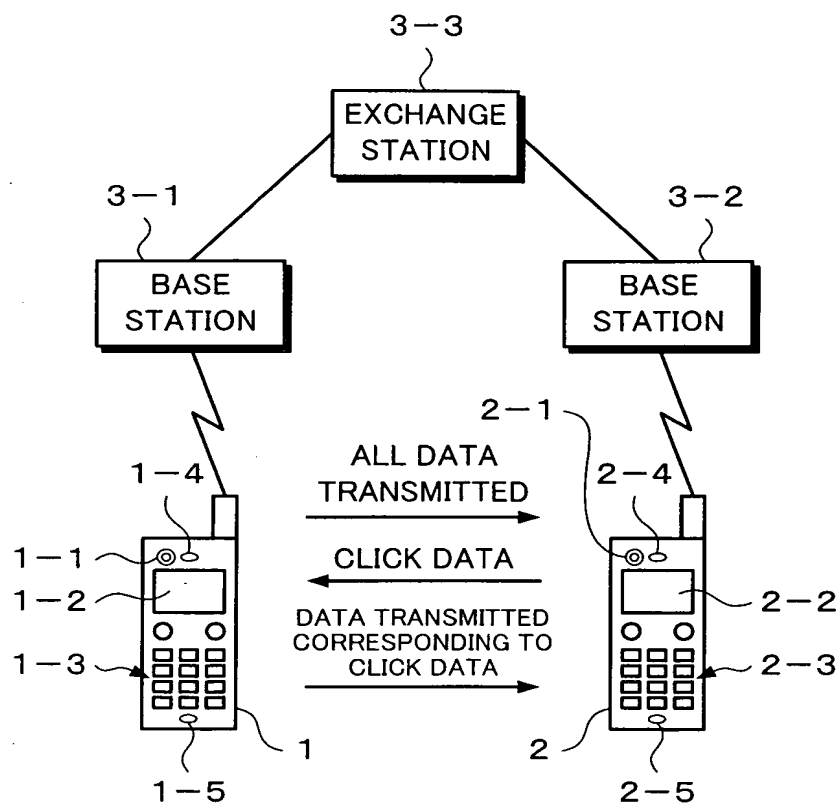 3-3
EXCHANGE
STATION
3-1
3-2
BASE
STATION
BASE
STATION
2-1
1-4
ALL DATA
TRANSMITTED
2-4
1-1
CLICK DATA
1-2
2-2
DATA TRANSMITTED
CORRESPONDING TO
CLICK DATA
1-3
2-3
1
2
1-5
2-5